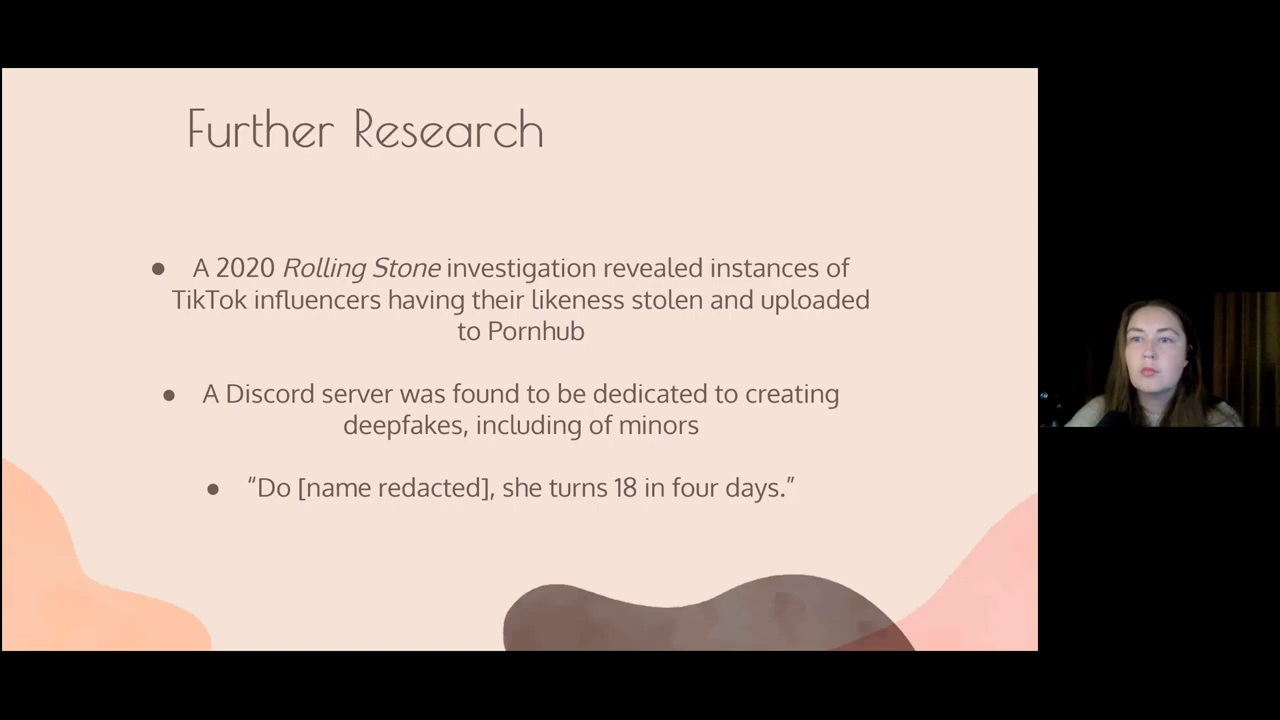 Further Research
● A 2020 Rolling Stone investigation revealed instances of
TikTok influencers having their likeness stolen and uploaded
to Pornhub
● A Discord server was found to be dedicated to creating
deepfakes, including of minors
● “Do [name redacted], she turns 18 in four days.”